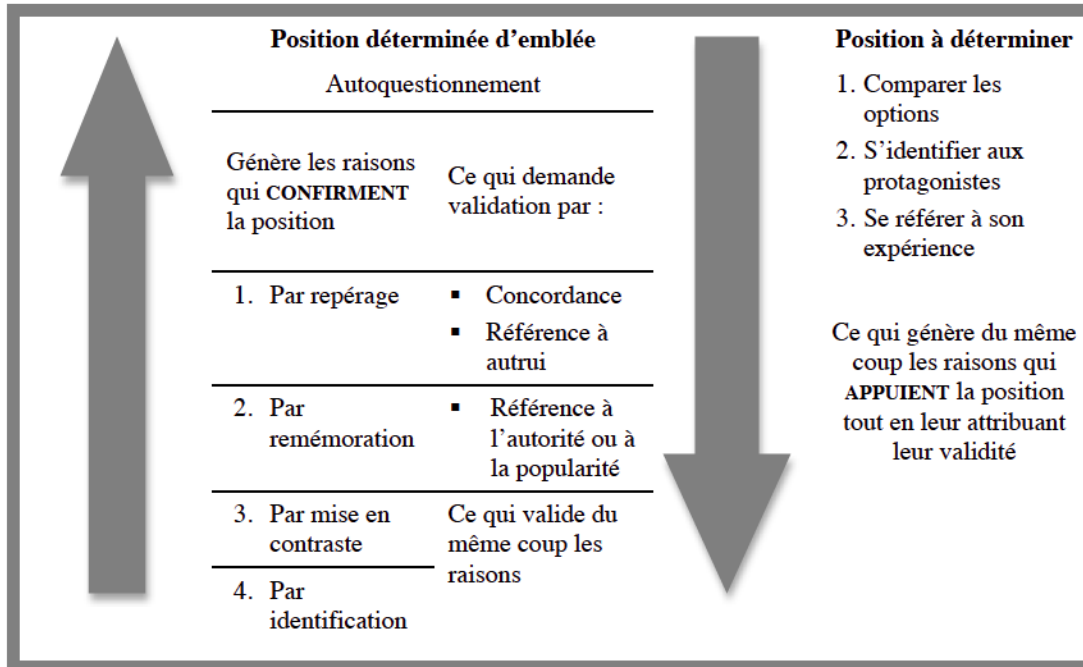 Position déterminée d’emblée
Autoquestionnement
Génère les raisons
qui CONFIRMENT
la position
Ce qui demande
validation par :
1. Par repérage
▪ Concordance
▪ Référence à
autrui
2. Par
remémoration
▪ Référence à
l’autorité ou à
la popularité
3. Par mise en
contraste
Ce qui valide du
même coup les
raisons
4. Par
identification
Position à déterminer
1. Comparer les
options
2. S’identifier aux
protagonistes
3. Se référer à son
expérience
Ce qui génère du même
coup les raisons qui
APPUIENT la position
tout en leur attribuant
leur validité